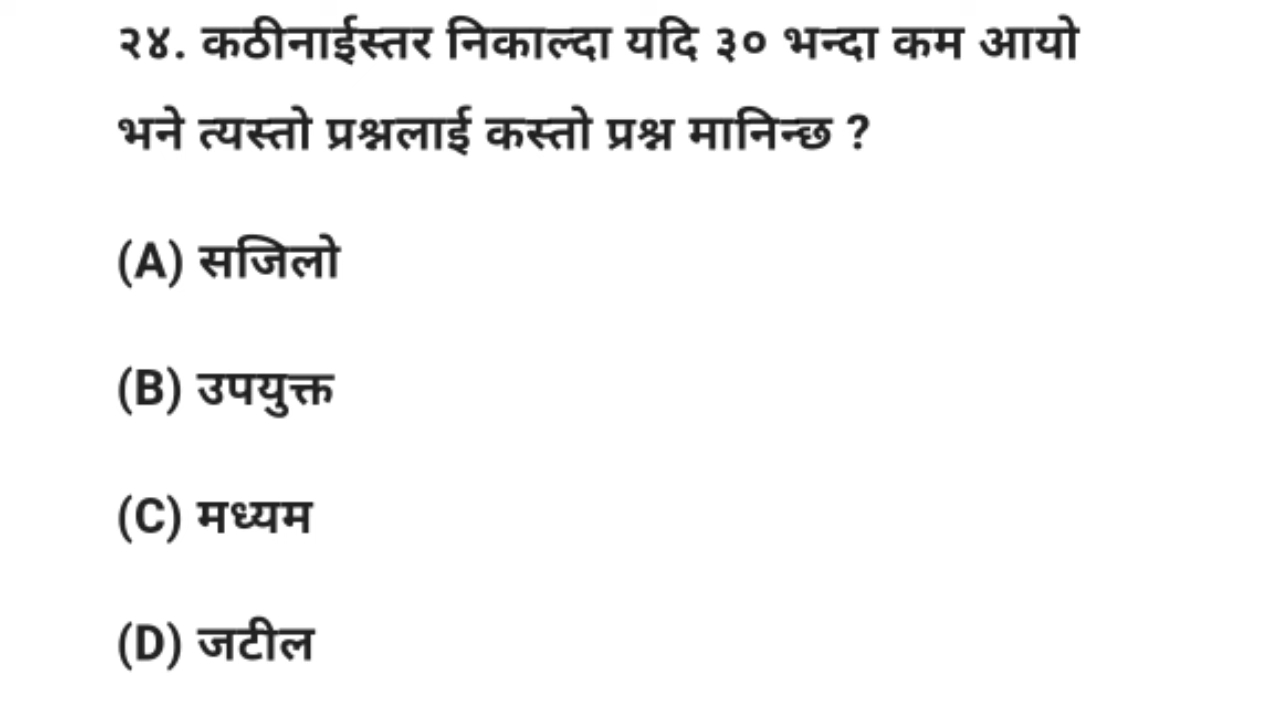 २४. कठीनाईस्तर निकाल्दा यदि ३० भन्दा कम आयो
भने त्यस्तो प्रश्नलाई कस्तो प्रश्न मानिन्छ ?
(A) सजिलो
(B) उपयुक्त
(C) मध्यम
(D) जटील